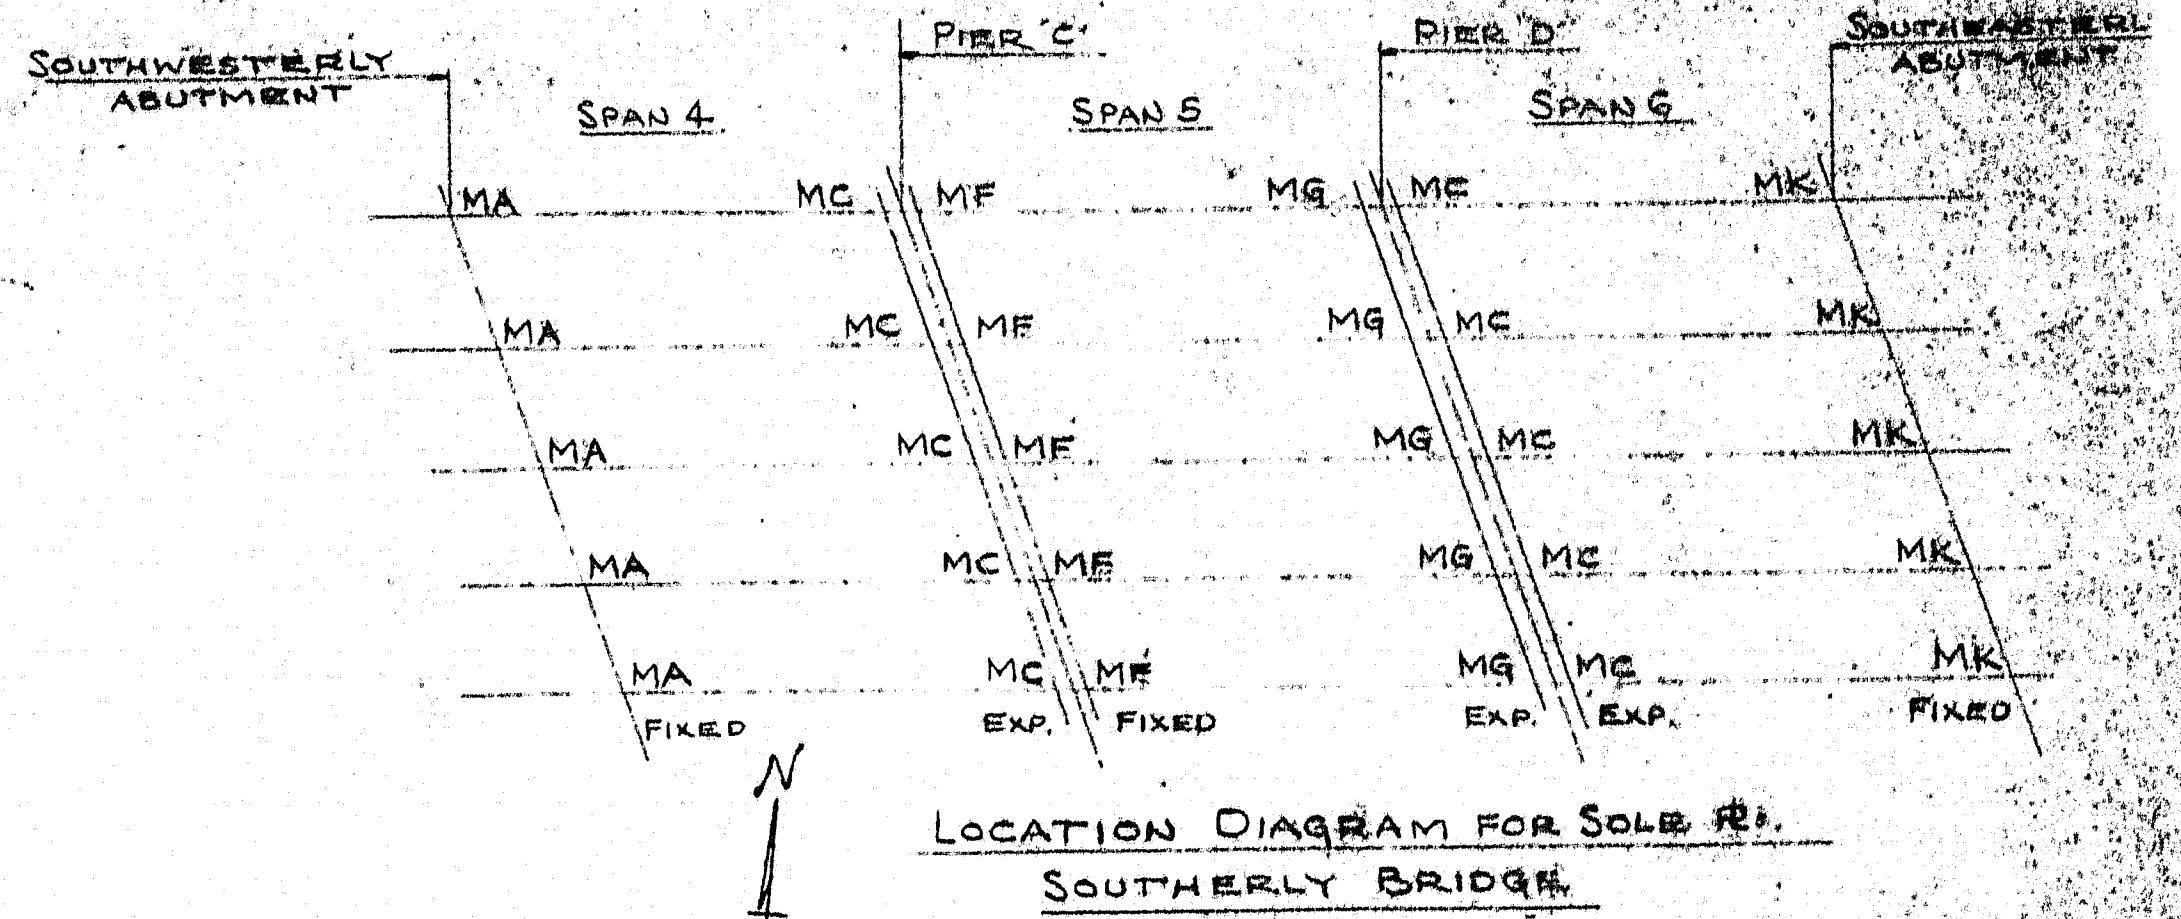 SOUTHWESTERLY
ABUTMENT
PIER "C"
PIER D
SOUTHEASTERL
ABUTMENT
SPAN 4
SPAN 5
SPAN 6
MA MC MF MG MC MK
MA MC MF MG MC MK
MA MC MF MG MC MK
MA MC MF MG MC MK
MA MC MF MG MC MK
FIXED EXP. FIXED EXP. EXP. FIXED
N
LOCATION DIAGRAM FOR SOLE
SOUTHERLY BRIDGE